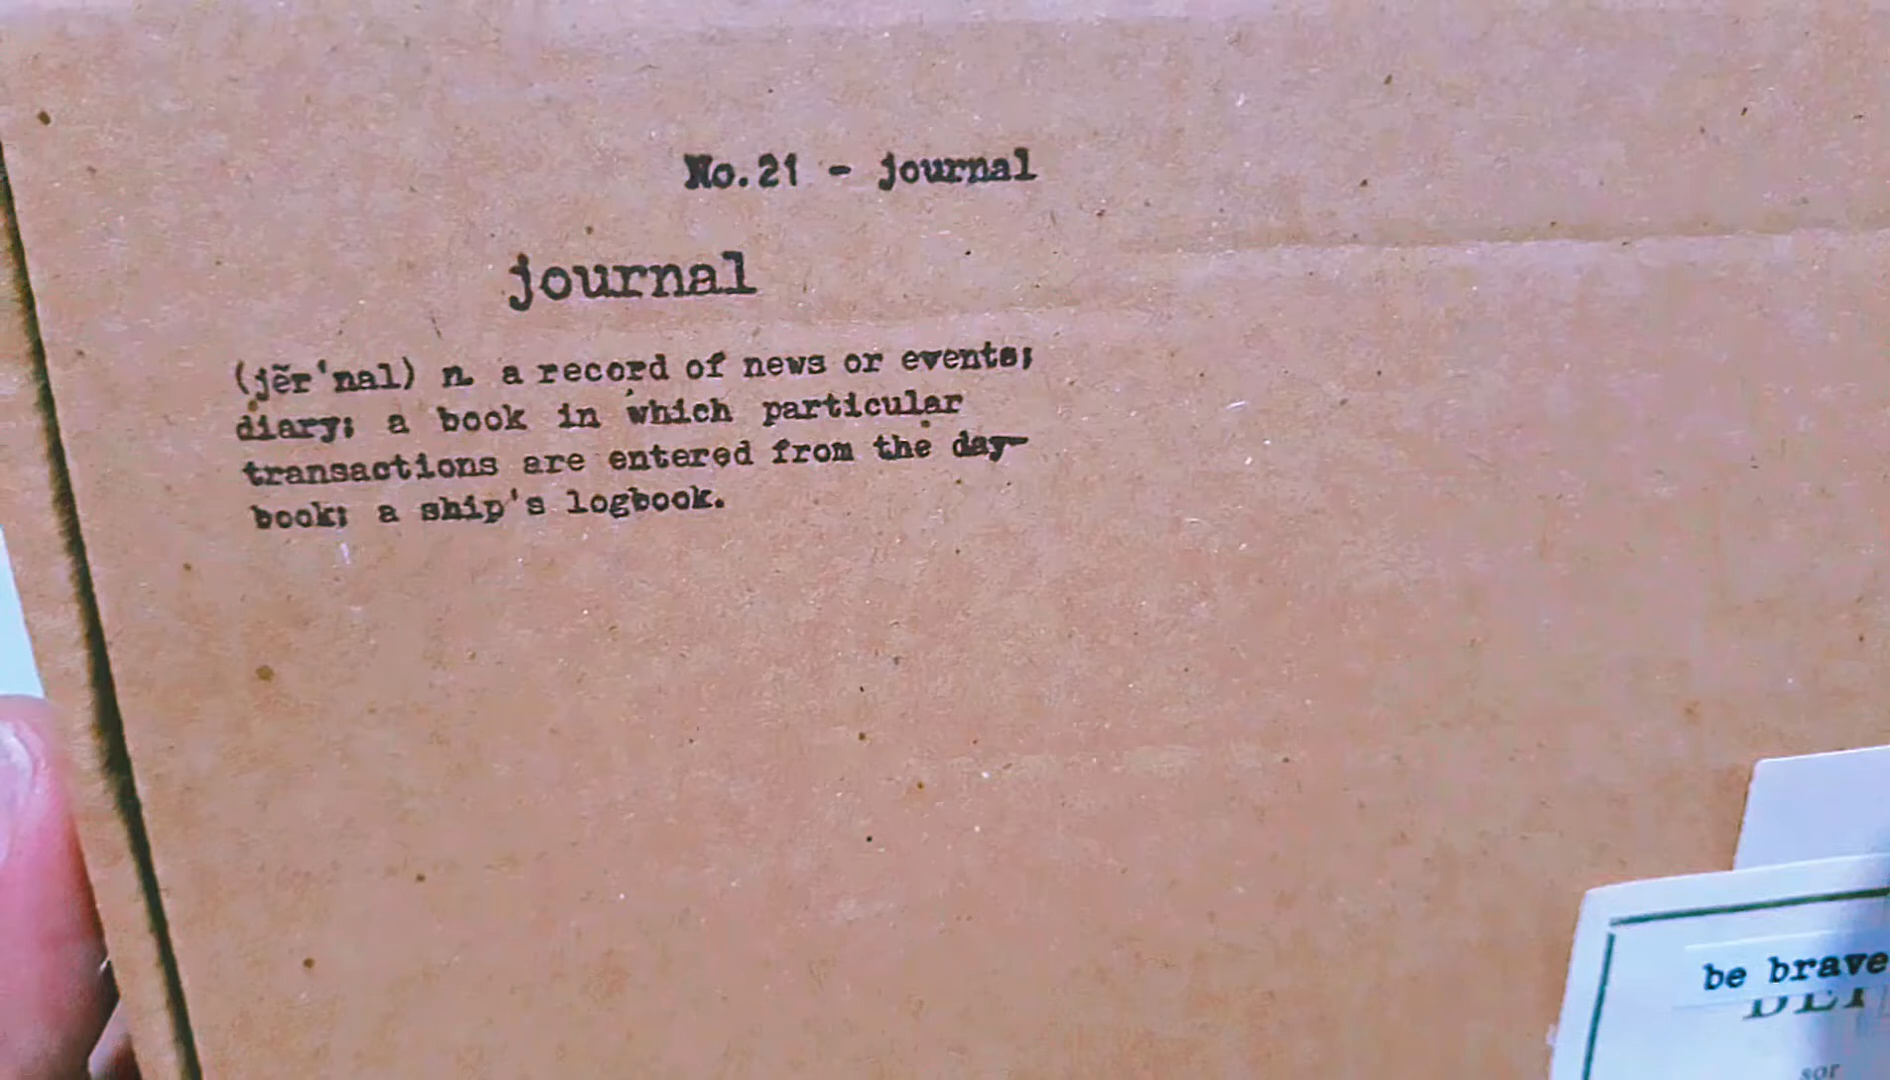 No.21 - journal
journal
(jẽr'nal) n. a record of news or events;
diary; a book in which particular
transactions are entered from the day-
book; a ship's logbook.
be brave